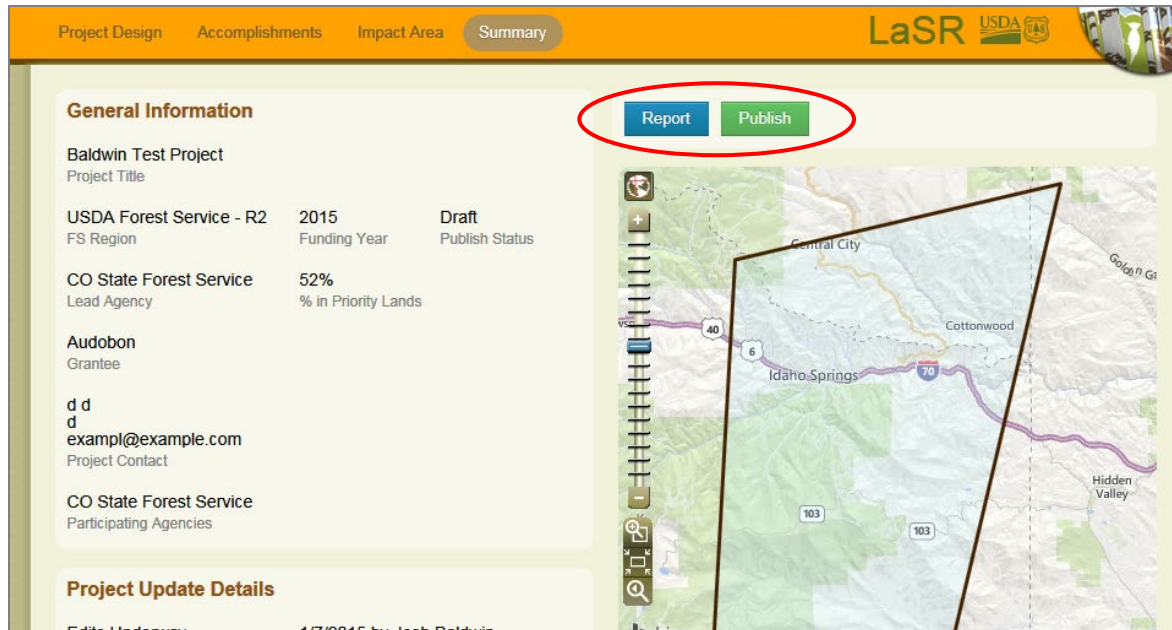 Project Design Accomplishments Impact Area Summary
LaSR USDA
General Information
Baldwin Test Project
Project Title
USDA Forest Service - R2 2015 Draft
FS Region Funding Year Publish Status
CO State Forest Service 52%
Lead Agency % in Priority Lands
Audobon
Grantee
d d
d
exampl@example.com
Project Contact
CO State Forest Service
Participating Agencies
Project Update Details
Report Publish
Central City
Golden
Cottonwood
40
6
Idaho Springs
70
Hidden
Valley
103
103